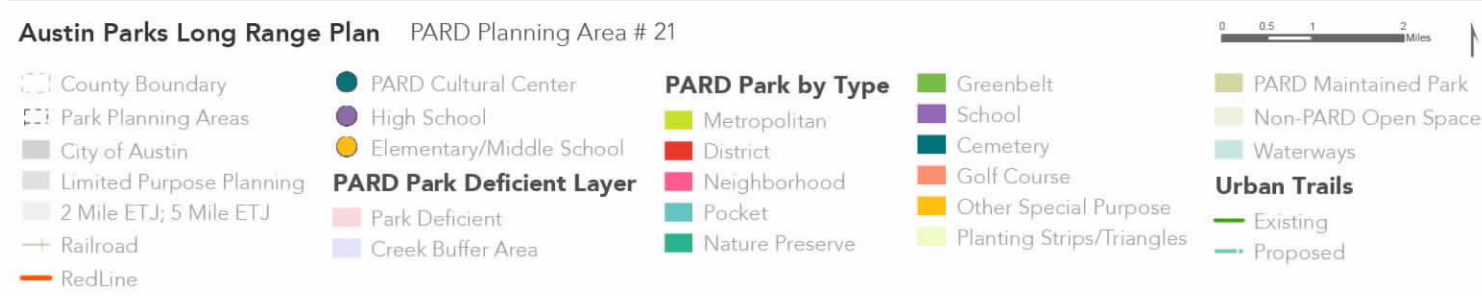 Austin Parks Long Range Plan PARD Planning Area # 21
0 0.5 1 2
Miles
County Boundary
Park Planning Areas
City of Austin
Limited Purpose Planning
2 Mile ETJ; 5 Mile ETJ
Railroad
RedLine
PARD Cultural Center
High School
Elementary/Middle School
PARD Park Deficient Layer
Park Deficient
Creek Buffer Area
PARD Park by Type
Metropolitan
District
Neighborhood
Pocket
Nature Preserve
Greenbelt
School
Cemetery
Golf Course
Other Special Purpose
Planting Strips/Triangles
PARD Maintained Park
Non-PARD Open Space
Waterways
Urban Trails
Existing
Proposed